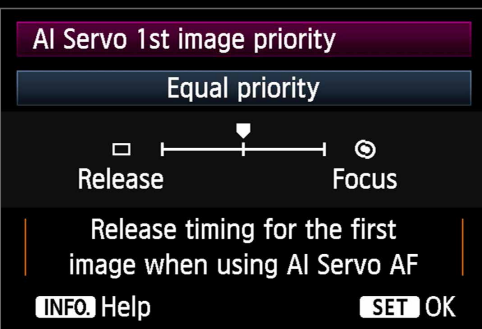 AI Servo 1st image priority
Equal priority
Release Focus
Release timing for the first
image when using AI Servo AF
INFO. Help SET OK